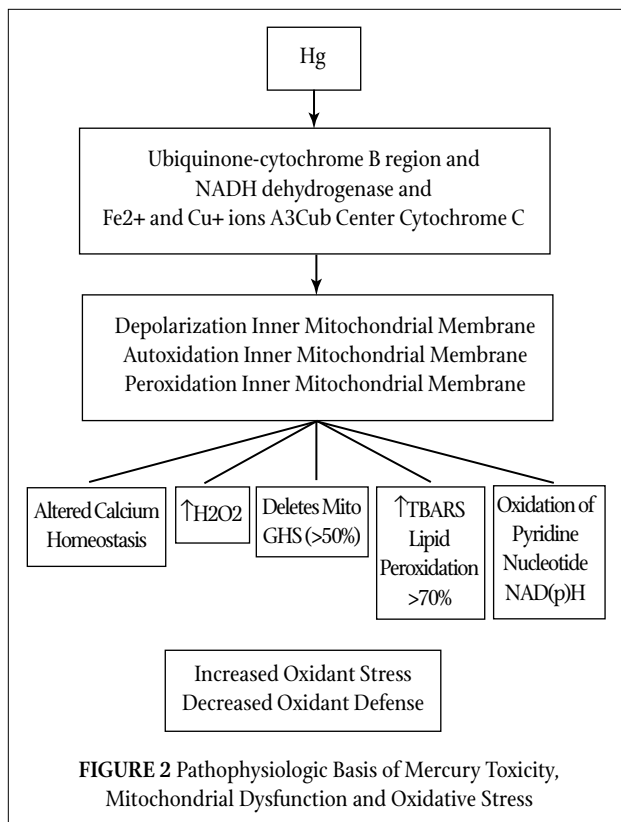 Hg
Ubiquinone-cytochrome B region and
NADH dehydrogenase and
Fe2+ and Cu+ ions A3Cub Center Cytochrome C
Depolarization Inner Mitochondrial Membrane
Autoxidation Inner Mitochondrial Membrane
Peroxidation Inner Mitochondrial Membrane
Altered Calcium
Homeostasis
↑H2O2
Deletes Mito
GHS (>50%)
↑TBARS
Lipid
Peroxidation
>70%
Oxidation of
Pyridine
Nucleotide
NAD(p)H
Increased Oxidant Stress
Decreased Oxidant Defense
FIGURE 2 Pathophysiologic Basis of Mercury Toxicity,
Mitochondrial Dysfunction and Oxidative Stress